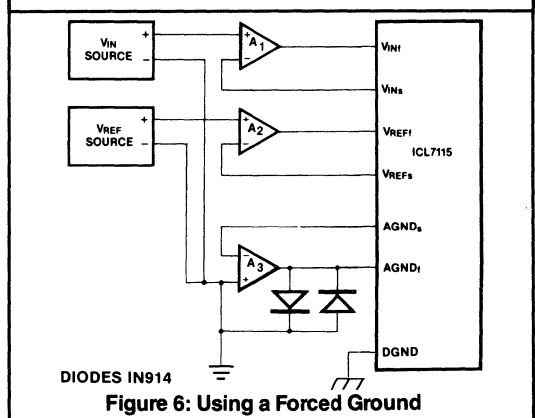 VIN
SOURCE
+
−
VREF
SOURCE
+
−
+
A1
−
+
A2
−
−
A3
+
VINf
VINs
VREFf
ICL7115
VREFs
AGNDs
AGNDf
DGND
DIODES IN914
Figure 6: Using a Forced Ground